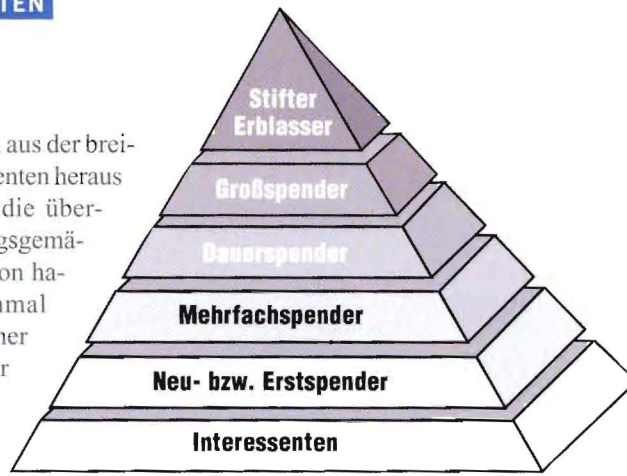 TEN
aus der brei-
enten heraus
die über-
gsgemä-
on ha-
nmal
ner
r
Stifter
Erblasser
Großspender
Dauerspender
Mehrfachspender
Neu- bzw. Erstspender
Interessenten